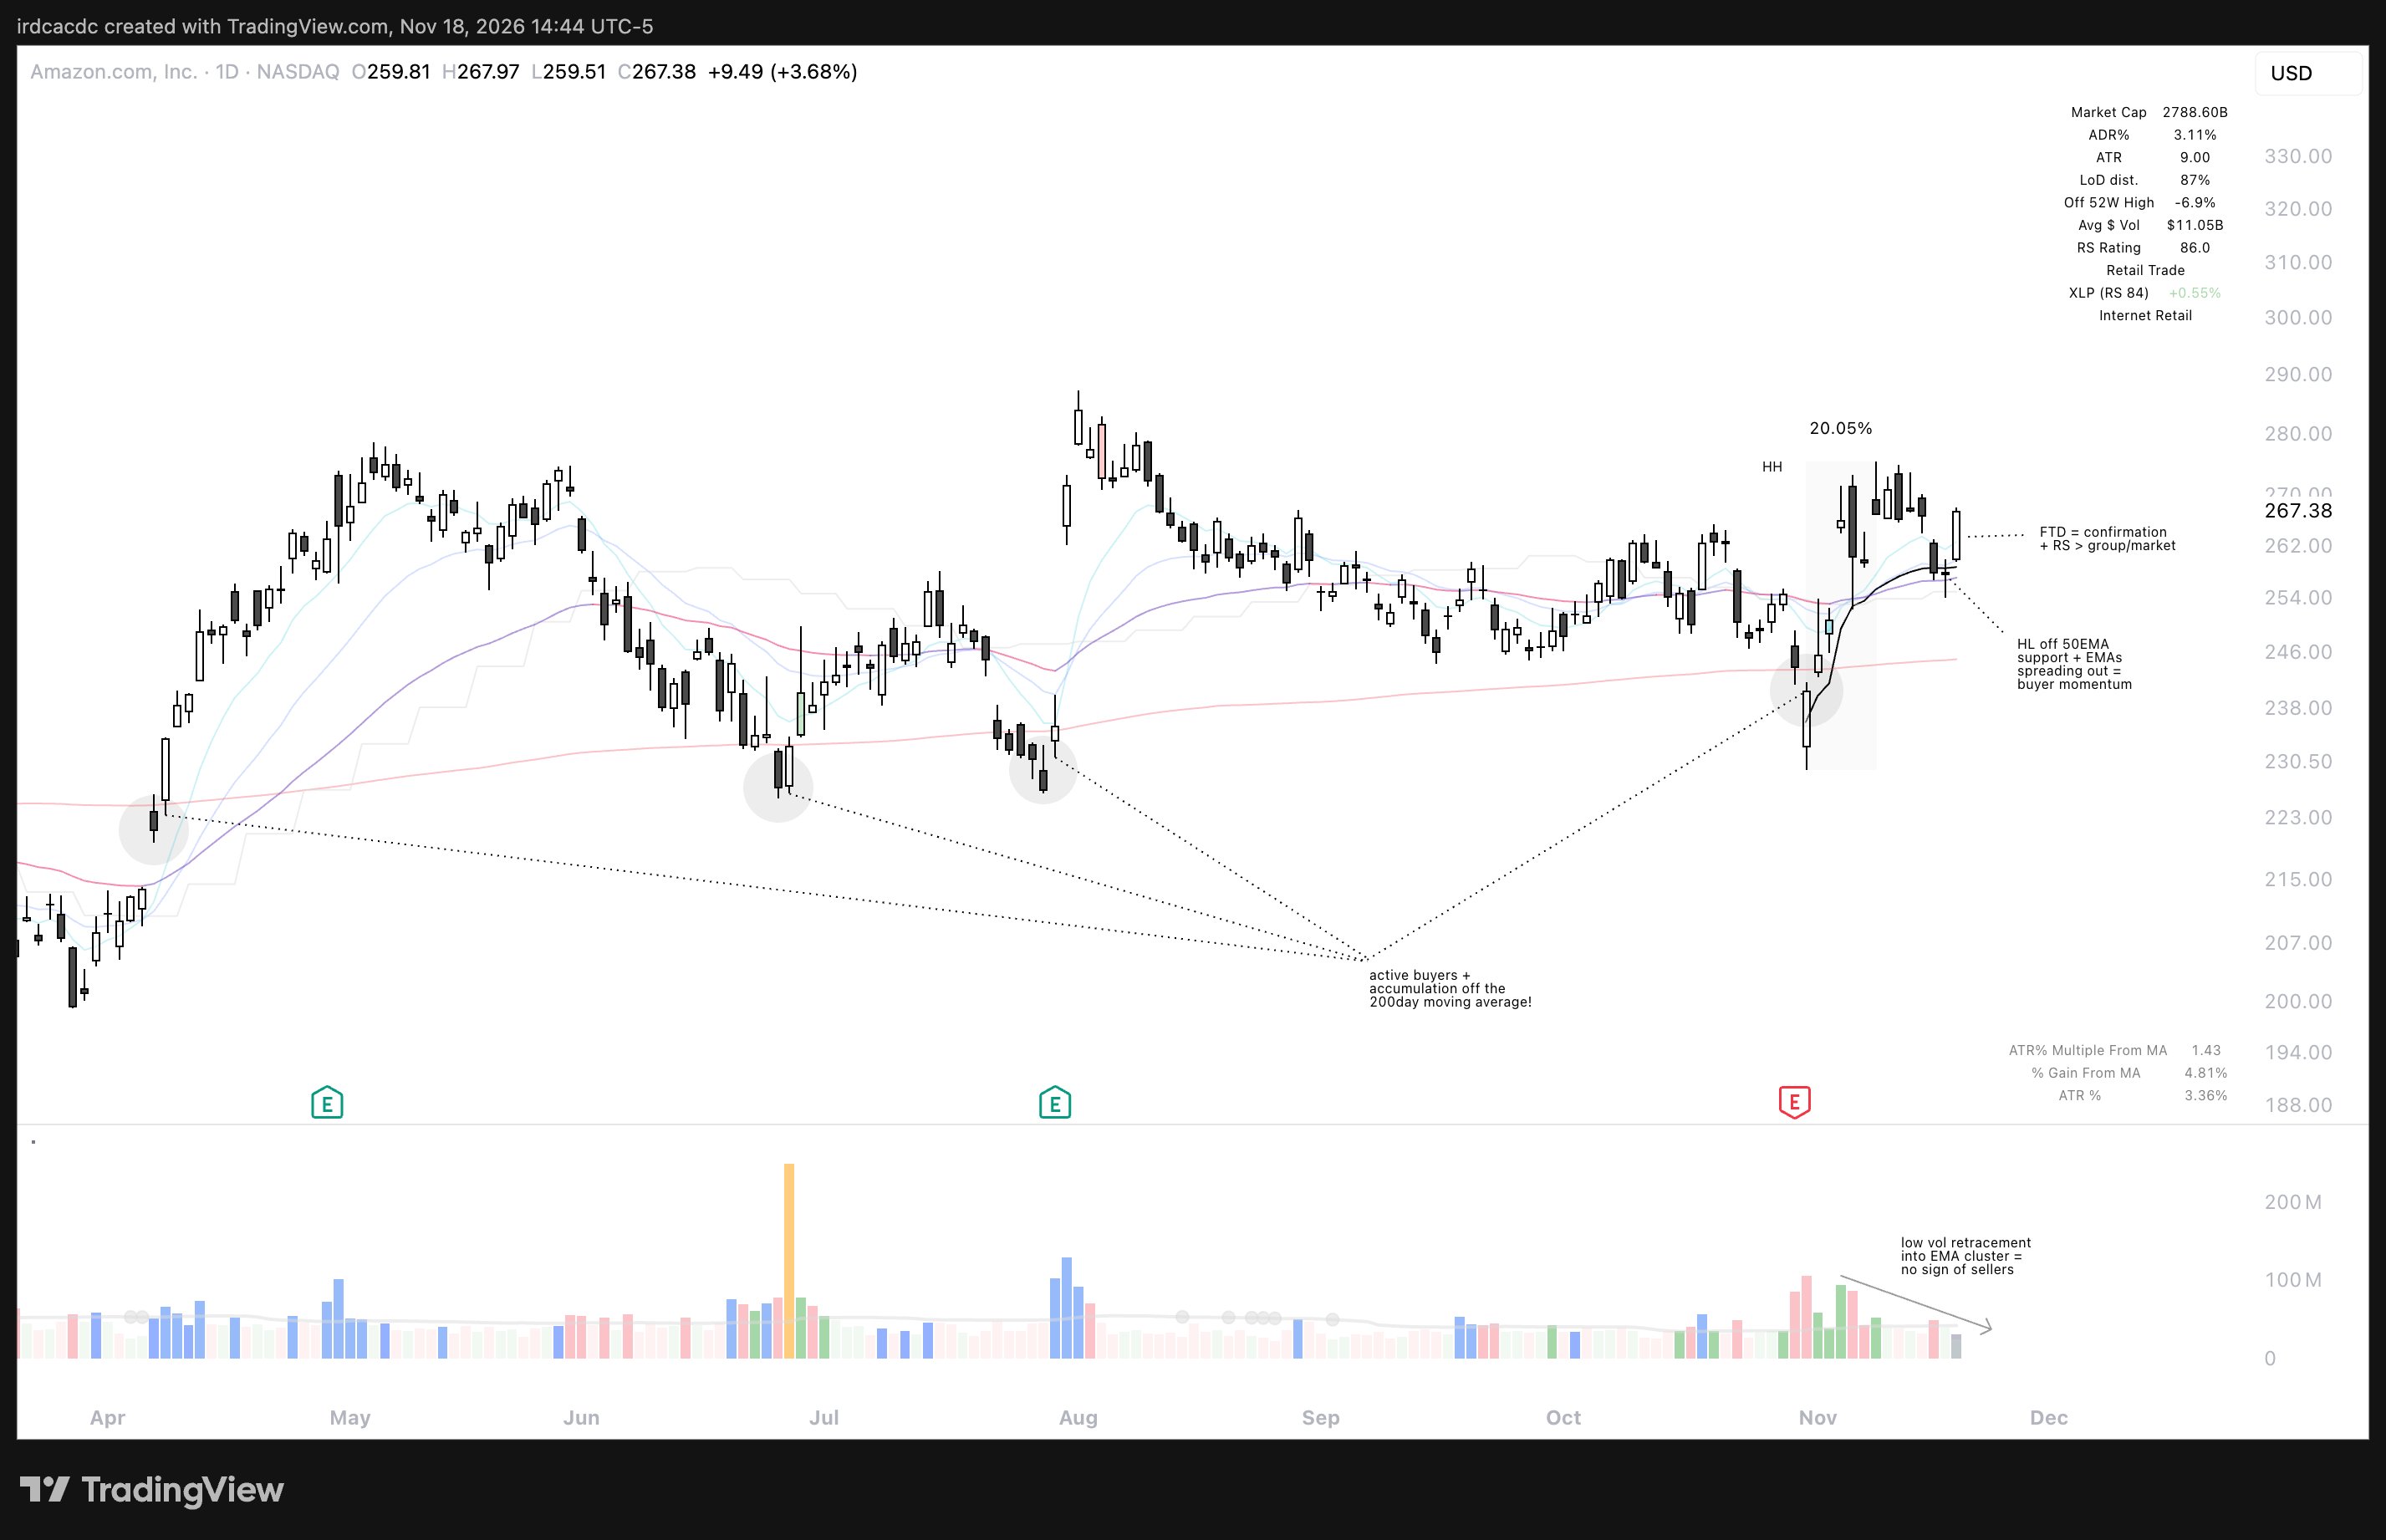 irdcacdc created with TradingView.com, Nov 18, 2026 14:44 UTC-5
Amazon.com, Inc. · 1D · NASDAQ O259.81 H267.97 L259.51 C267.38 +9.49 (+3.68%)
USD
Market Cap 2788.60B
ADR% 3.11%
ATR 9.00
LoD dist. 87%
Off 52W High -6.9%
Avg $ Vol $11.05B
RS Rating 86.0
Retail Trade
XLP (RS 84) +0.55%
Internet Retail
330.00
320.00
310.00
300.00
290.00
280.00
270.00
267.38
262.00
254.00
246.00
238.00
230.50
223.00
215.00
207.00
200.00
194.00
188.00
20.05%
HH
FTD = confirmation
+ RS > group/market
HL off 50EMA
support + EMAs
spreading out =
buyer momentum
active buyers +
accumulation off the
200day moving average!
ATR% Multiple From MA 1.43
% Gain From MA 4.81%
ATR % 3.36%
E E E
low vol retracement
into EMA cluster =
no sign of sellers
200 M
100 M
0
Apr May Jun Jul Aug Sep Oct Nov Dec
TradingView